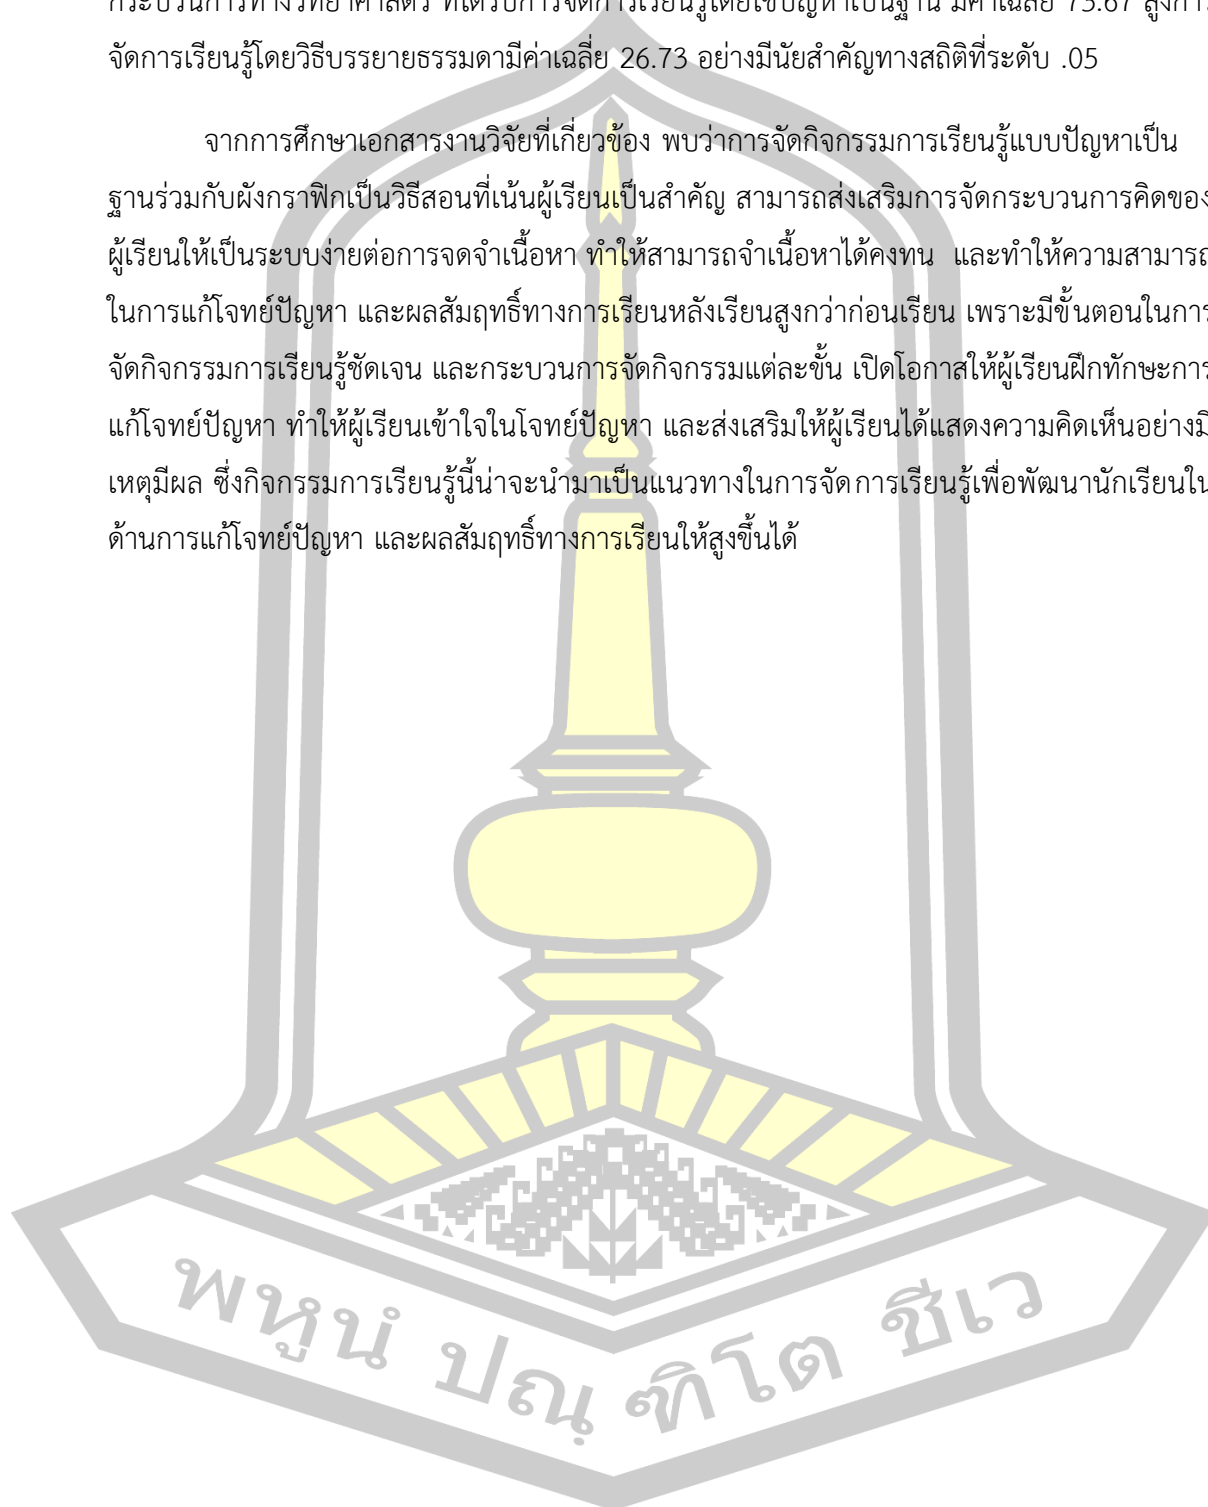 กระบวนการทางวิทยาศาสตร์ ที่ได้รับการจัดการเรียนรู้โดยใช้ปัญหาเป็นฐาน มีค่าเฉลี่ย 73.67 สูงกว่า
จัดการเรียนรู้โดยวิธีบรรยายธรรมดามีค่าเฉลี่ย 26.73 อย่างมีนัยสำคัญทางสถิติที่ระดับ .05
จากการศึกษาเอกสารงานวิจัยที่เกี่ยวข้อง พบว่าการจัดกิจกรรมการเรียนรู้แบบปัญหาเป็น
ฐานร่วมกับผังกราฟิกเป็นวิธีสอนที่เน้นผู้เรียนเป็นสำคัญ สามารถส่งเสริมการจัดกระบวนการคิดของ
ผู้เรียนให้เป็นระบบง่ายต่อการจดจำเนื้อหา ทำให้สามารถจำเนื้อหาได้คงทน และทำให้ความสามารถ
ในการแก้โจทย์ปัญหา และผลสัมฤทธิ์ทางการเรียนหลังเรียนสูงกว่าก่อนเรียน เพราะมีขั้นตอนในการ
จัดกิจกรรมการเรียนรู้ชัดเจน และกระบวนการจัดกิจกรรมแต่ละขั้น เปิดโอกาสให้ผู้เรียนฝึกทักษะการ
แก้โจทย์ปัญหา ทำให้ผู้เรียนเข้าใจในโจทย์ปัญหา และส่งเสริมให้ผู้เรียนได้แสดงความคิดเห็นอย่างมี
เหตุมีผล ซึ่งกิจกรรมการเรียนรู้นี้น่าจะนำมาเป็นแนวทางในการจัดการเรียนรู้เพื่อพัฒนานักเรียนใน
ด้านการแก้โจทย์ปัญหา และผลสัมฤทธิ์ทางการเรียนให้สูงขึ้นได้
พหูนํ ปณฺฑิโต ชีเว